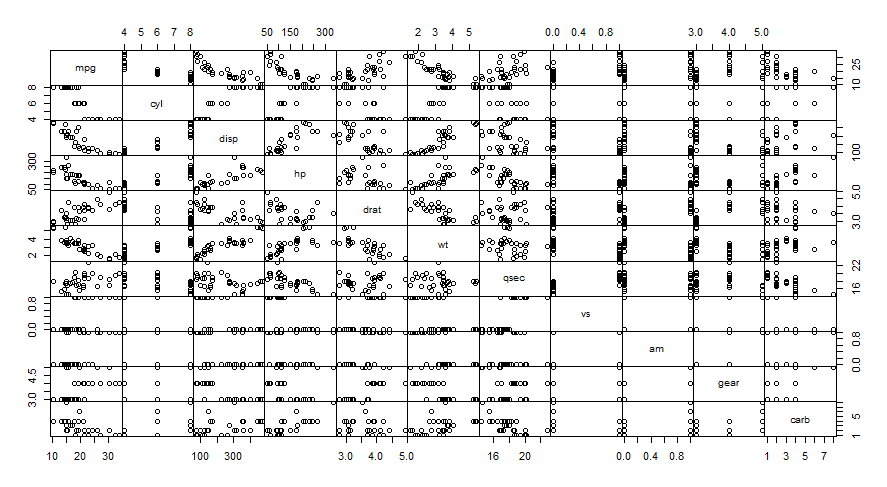 4 5 6 7 8 50 150 300 2 3 4 5 0.0 0.4 0.8 3.0 4.0 5.0
mpg 10 25
4 6 8 cyl
disp 100
50 300 hp
drat 3.0 5.0
2 4 wt
qsec 16 22
0.0 0.8 vs
am 0.0 0.8
3.0 4.5 gear
carb 1 5
10 20 30 100 300 3.0 4.0 5.0 16 20 0.0 0.4 0.8 1 3 5 7